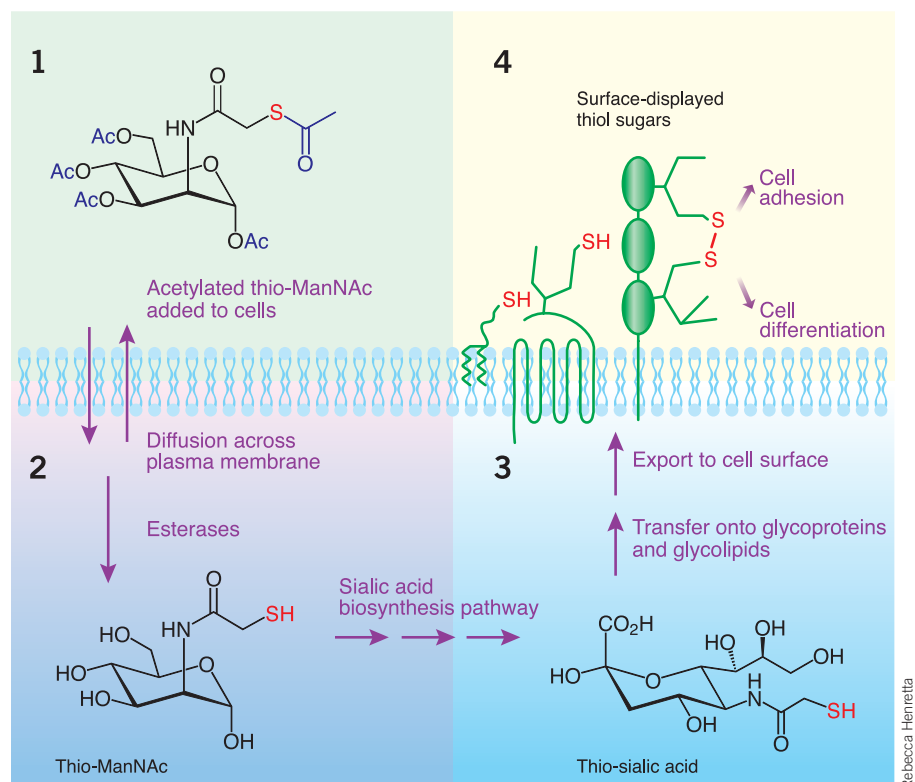 1
O
HN
S
O
AcO
AcO
AcO
O
OAc
Acetylated thio-ManNAc
added to cells
Diffusion across
plasma membrane
2
Esterases
O
HN
SH
HO
HO
HO
O
OH
Thio-ManNAc
Sialic acid
biosynthesis pathway
4
Surface-displayed
thiol sugars
SH
SH
S
S
Cell
adhesion
Cell
differentiation
3
Export to cell surface
Transfer onto glycoproteins
and glycolipids
CO2H
HO
OH
OH
HO
O
H
N
OH
O
SH
Thio-sialic acid
ebecca Henretta